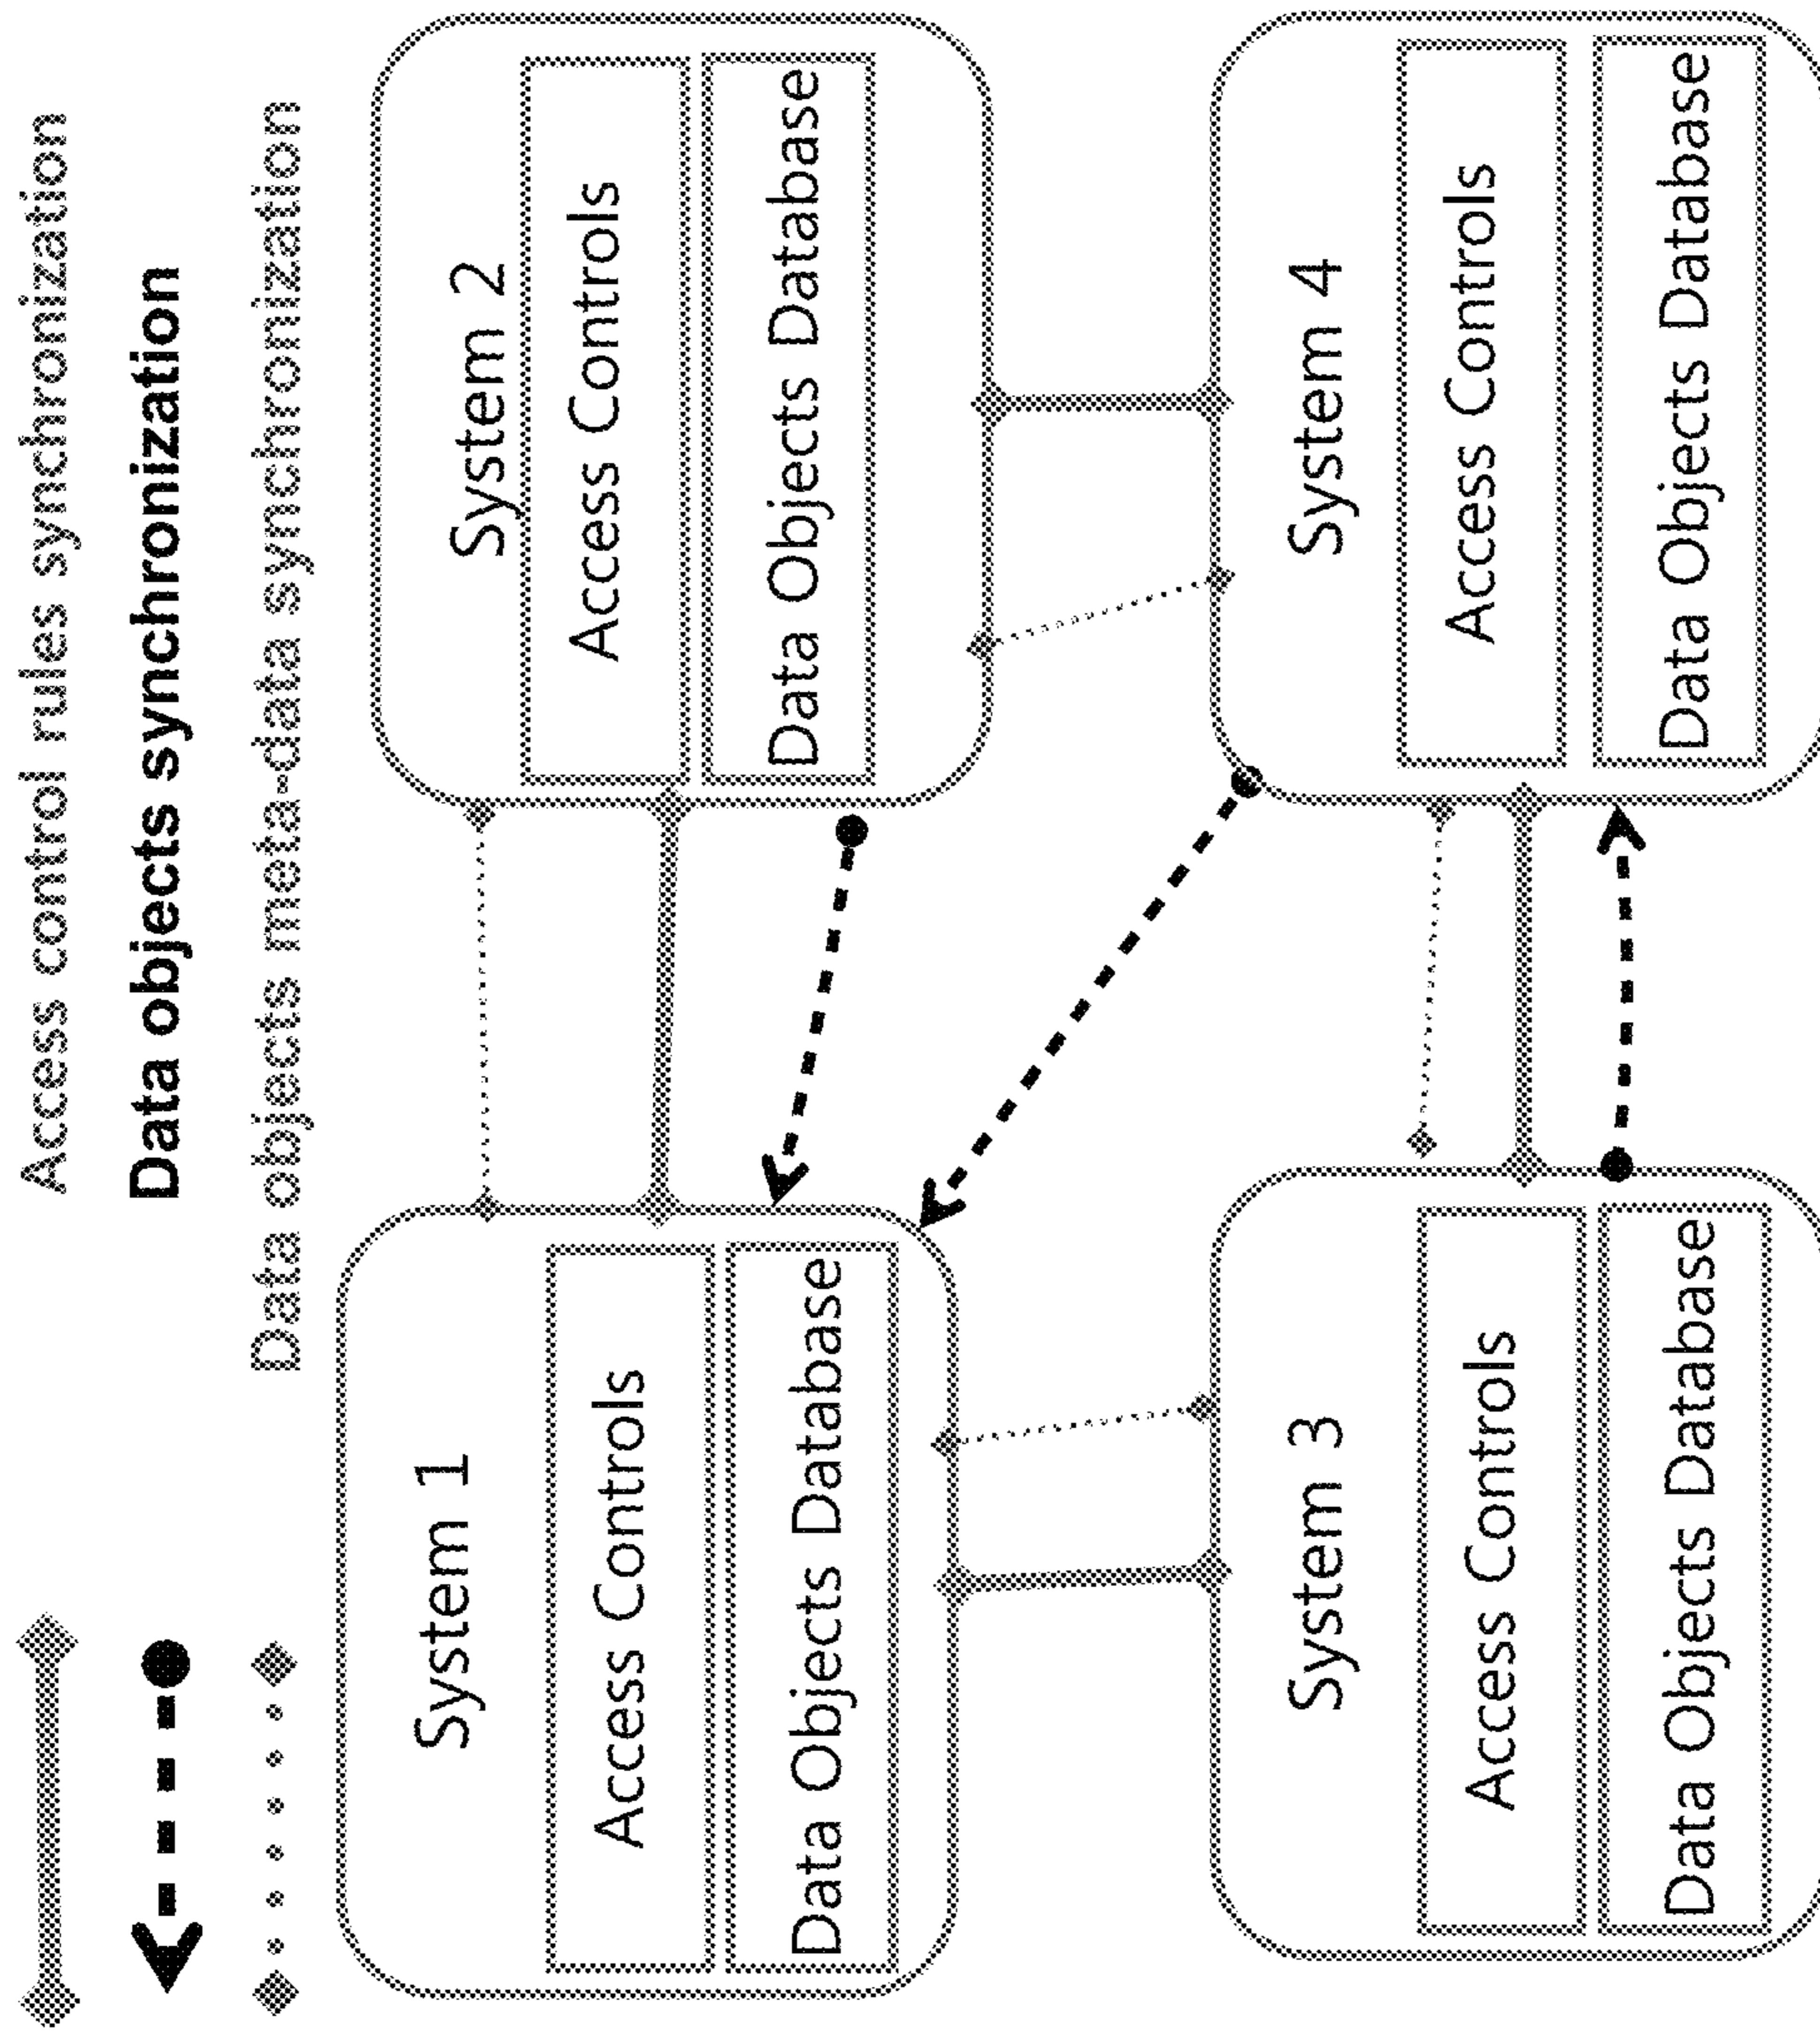 Access control rules synchronization
Data objects synchronization
Data objects meta-data synchronization
System 1
Access Controls
Data Objects Database
System 2
Access Controls
Data Objects Database
System 3
Access Controls
Data Objects Database
System 4
Access Controls
Data Objects Database